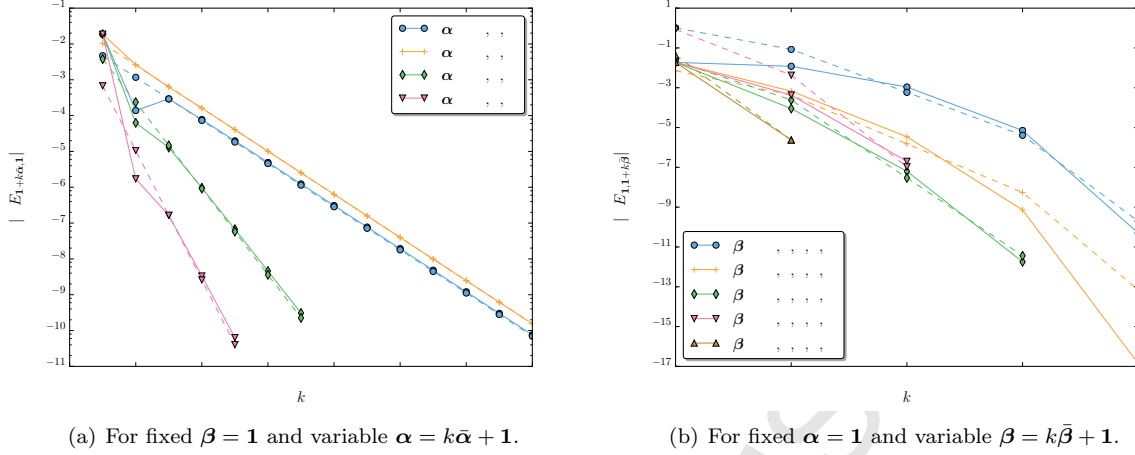 −1
−2
−3
−4
−5
−6
−7
−8
−9
−10
−11
| E₁₊ₖᾱ,₁|
α , ,
α , ,
α , ,
α , ,
k
(a) For fixed β = 1 and variable α = kᾱ + 1.
1
−1
−3
−5
−7
−9
−11
−13
−15
−17
| E₁,₁₊ₖβ̄|
β , , , ,
β , , , ,
β , , , ,
β , , , ,
β , , , ,
k
(b) For fixed α = 1 and variable β = kβ̄ + 1.